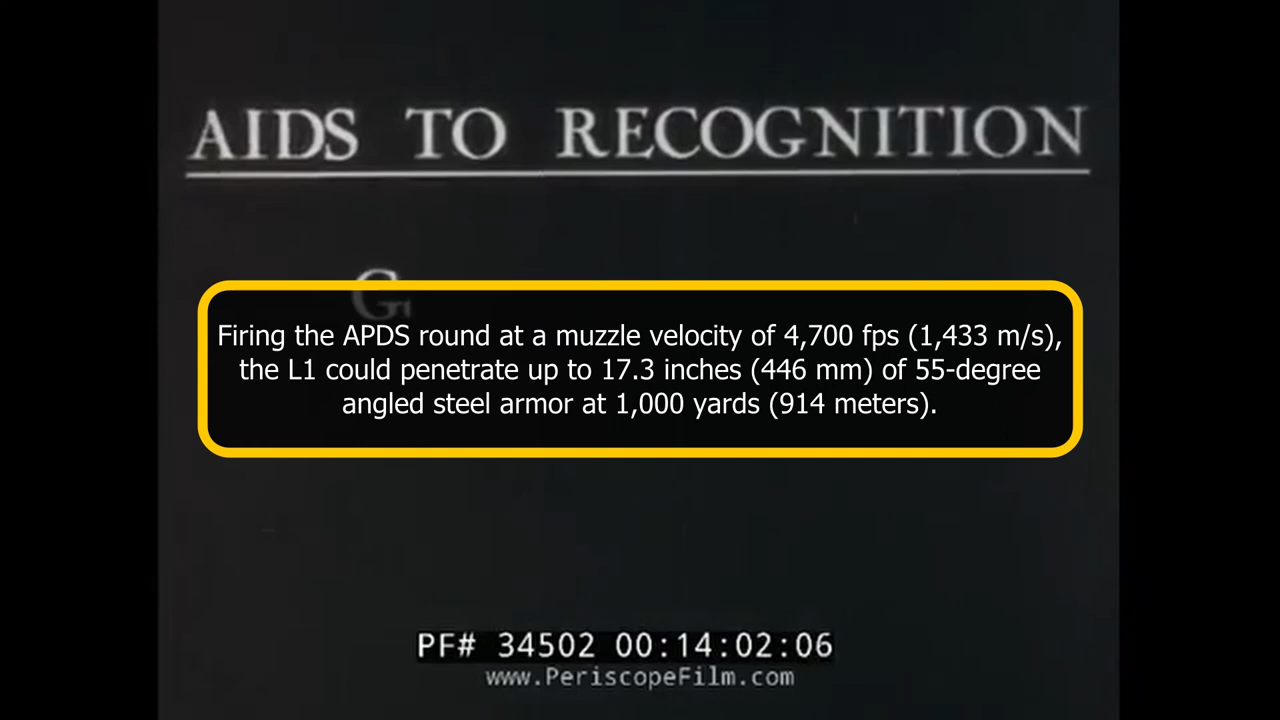 AIDS TO RECOGNITION
G
Firing the APDS round at a muzzle velocity of 4,700 fps (1,433 m/s),
the L1 could penetrate up to 17.3 inches (446 mm) of 55-degree
angled steel armor at 1,000 yards (914 meters).
PF# 34502 00:14:02:06
www.PeriscopeFilm.com